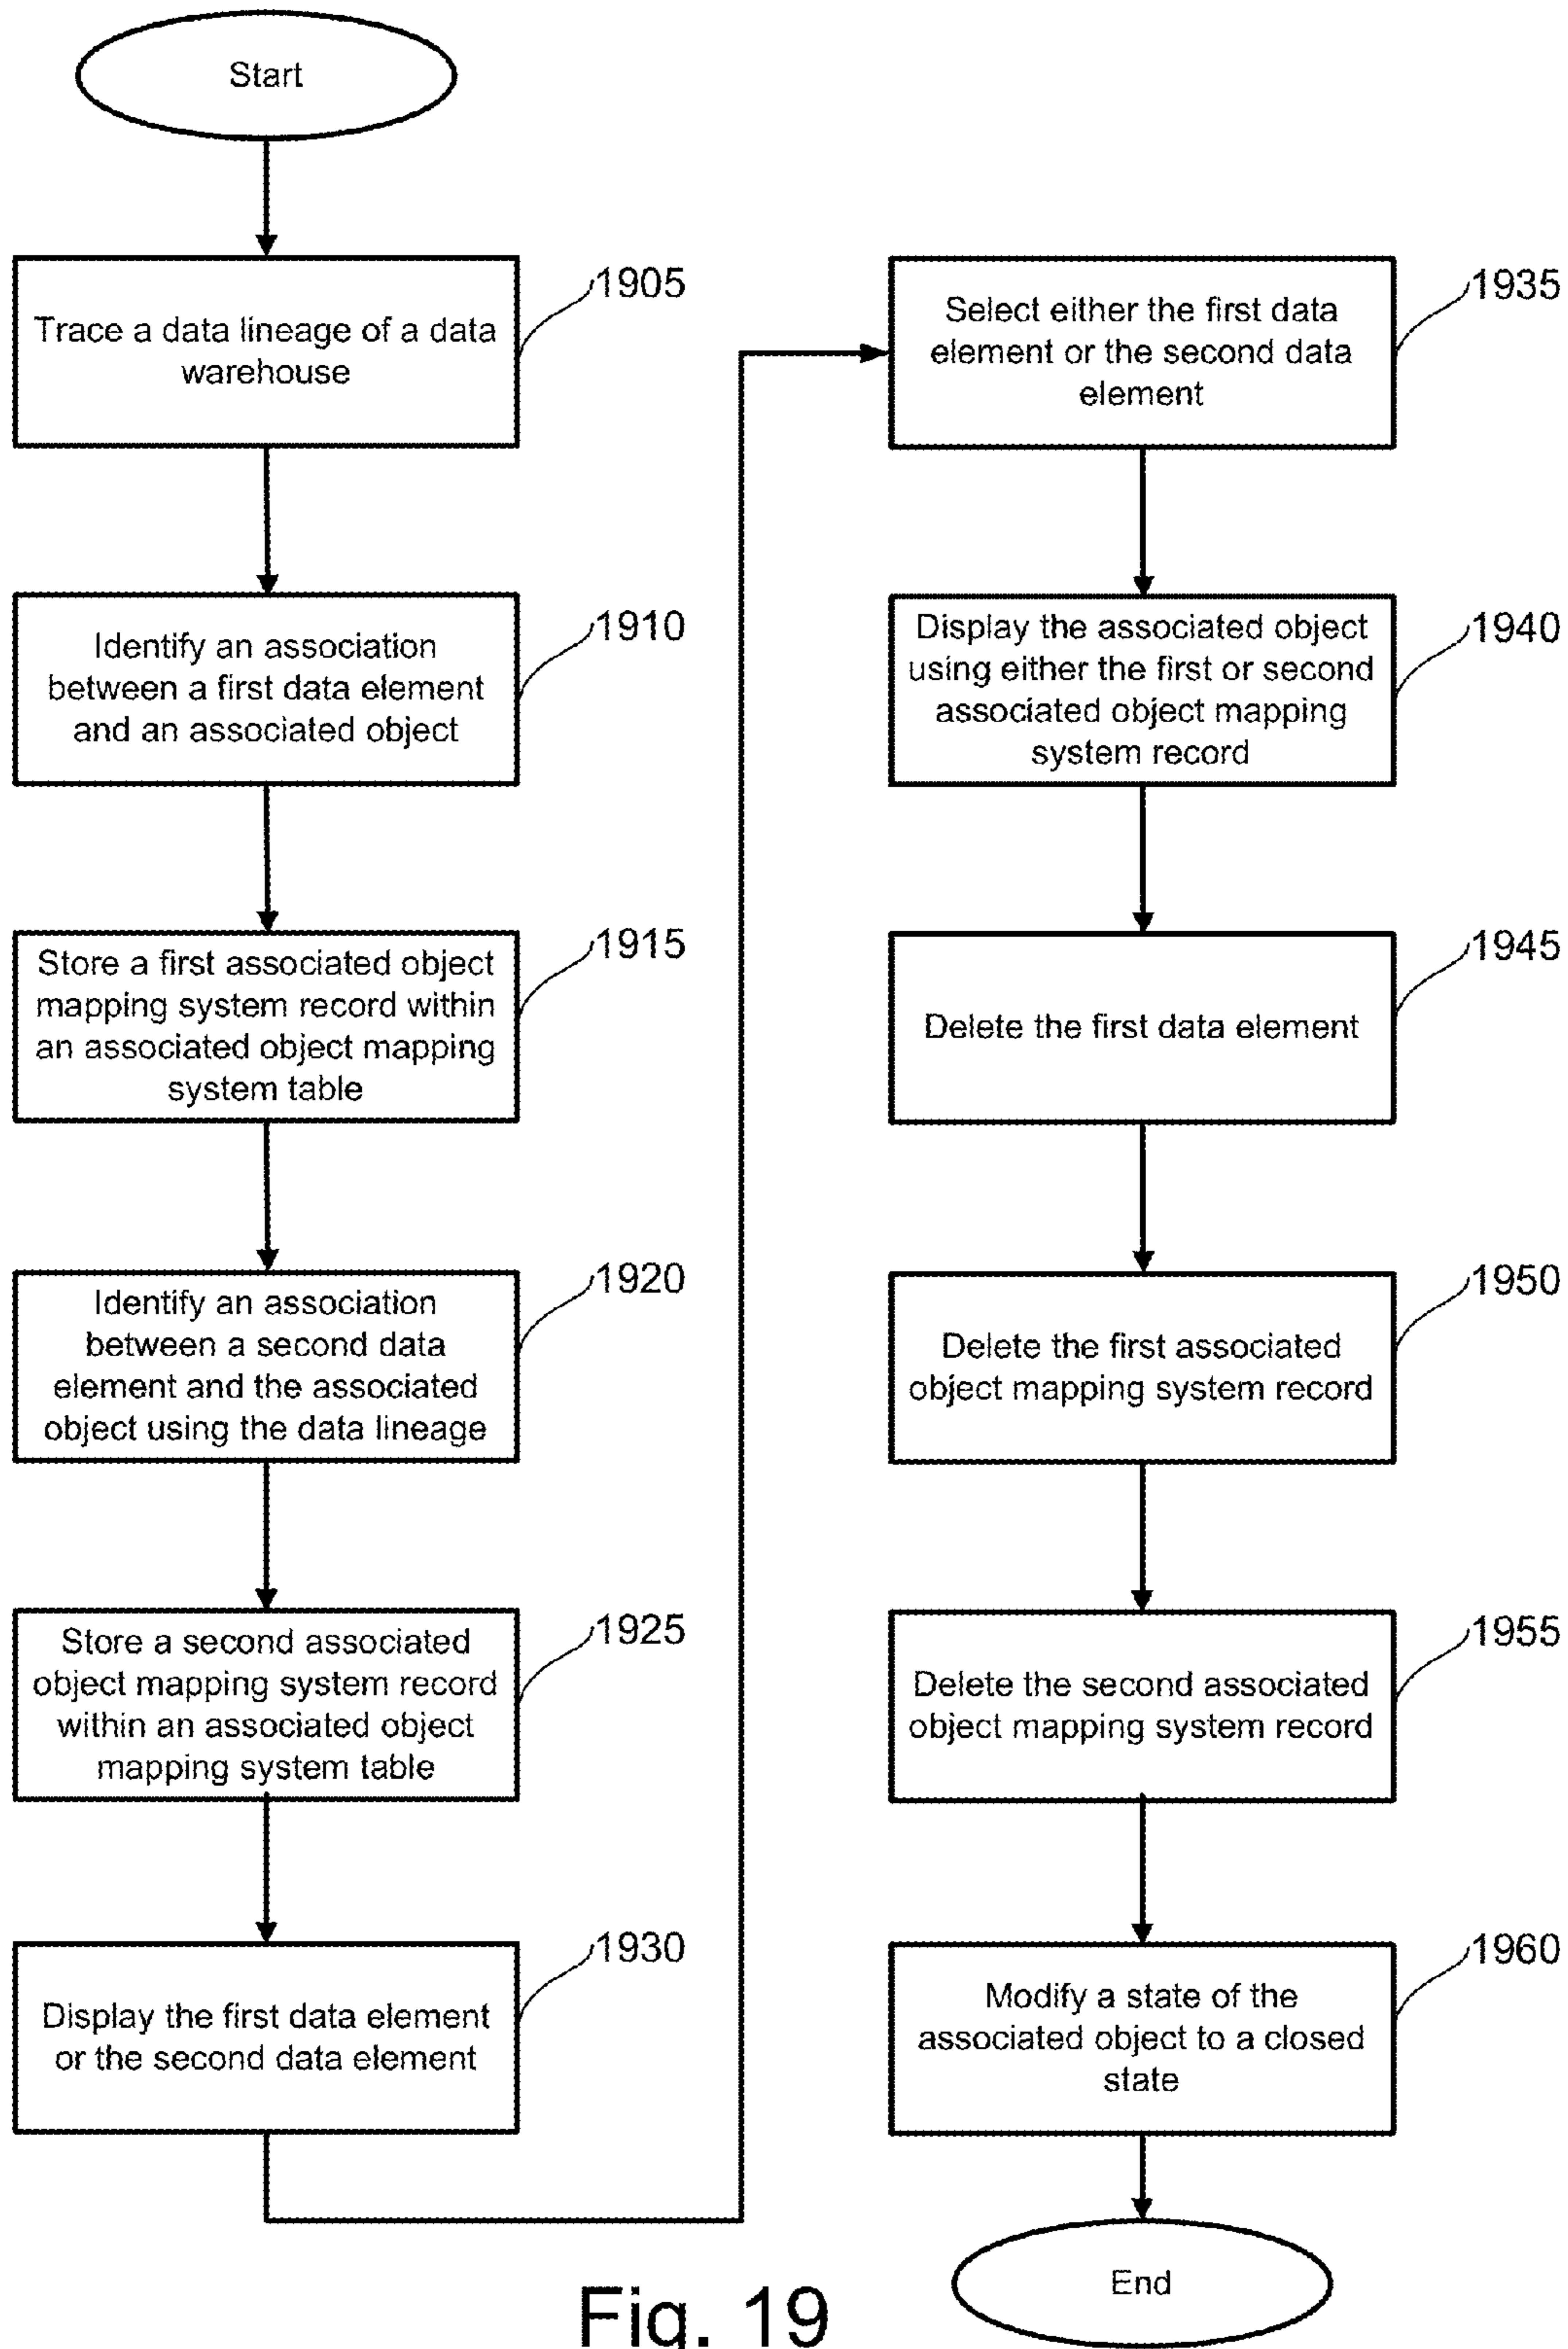 Start
Trace a data lineage of a data
warehouse
1905
Identify an association
between a first data element
and an associated object
1910
Store a first associated object
mapping system record within
an associated object mapping
system table
1915
Identify an association
between a second data
element and the associated
object using the data lineage
1920
Store a second associated
object mapping system record
within an associated object
mapping system table
1925
Display the first data element
or the second data element
1930
Select either the first data
element or the second data
element
1935
Display the associated object
using either the first or second
associated object mapping
system record
1940
Delete the first data element
1945
Delete the first associated
object mapping system record
1950
Delete the second associated
object mapping system record
1955
Modify a state of the
associated object to a closed
state
1960
End
Fig. 19